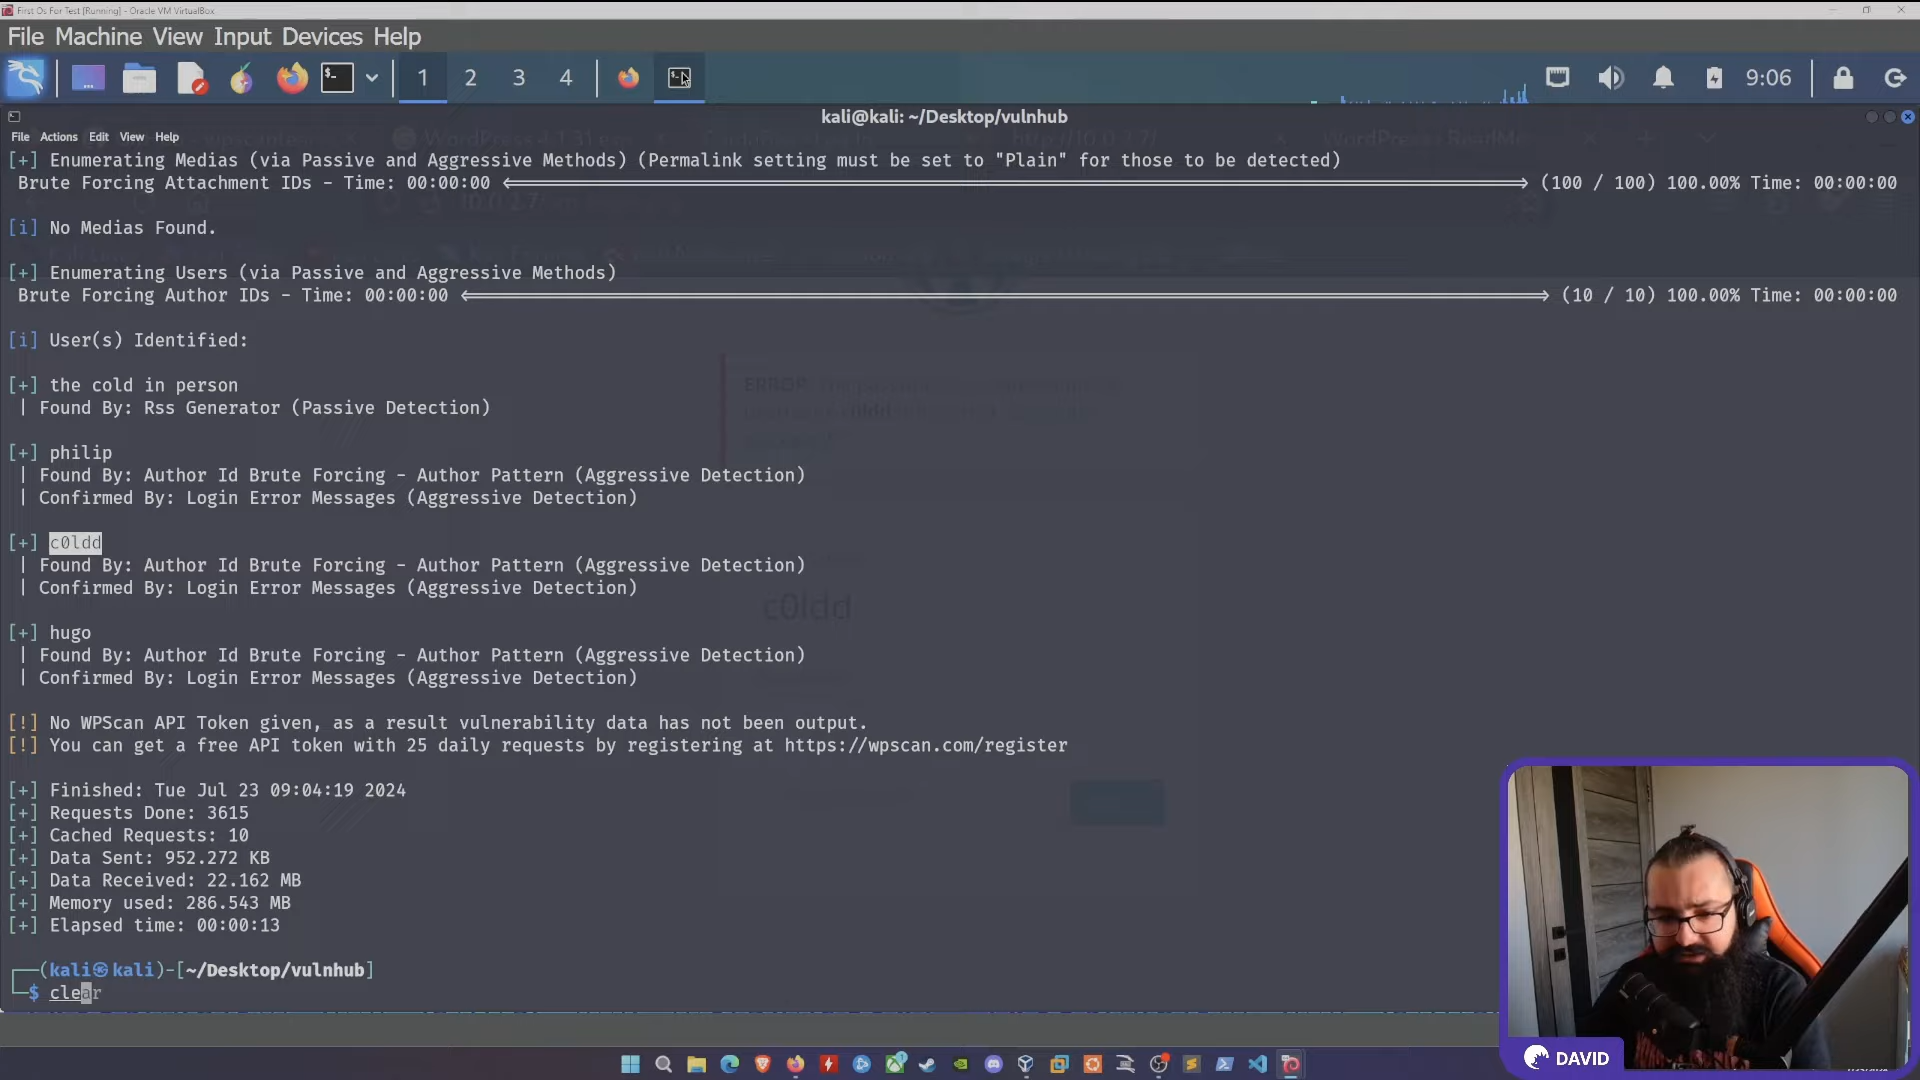 First Os For Test [Running] - Oracle VM VirtualBox
File Machine View Input Devices Help
1 2 3 4 9:06
kali@kali: ~/Desktop/vulnhub
File Actions Edit View Help
[+] Enumerating Medias (via Passive and Aggressive Methods) (Permalink setting must be set to "Plain" for those to be detected)
Brute Forcing Attachment IDs - Time: 00:00:00 (100 / 100) 100.00% Time: 00:00:00
[i] No Medias Found.
[+] Enumerating Users (via Passive and Aggressive Methods)
Brute Forcing Author IDs - Time: 00:00:00 (10 / 10) 100.00% Time: 00:00:00
[i] User(s) Identified:
[+] the cold in person
| Found By: Rss Generator (Passive Detection)
[+] philip
| Found By: Author Id Brute Forcing - Author Pattern (Aggressive Detection)
| Confirmed By: Login Error Messages (Aggressive Detection)
[+] c0ldd
| Found By: Author Id Brute Forcing - Author Pattern (Aggressive Detection)
| Confirmed By: Login Error Messages (Aggressive Detection)
c0ldd
[+] hugo
| Found By: Author Id Brute Forcing - Author Pattern (Aggressive Detection)
| Confirmed By: Login Error Messages (Aggressive Detection)
[!] No WPScan API Token given, as a result vulnerability data has not been output.
[!] You can get a free API token with 25 daily requests by registering at https://wpscan.com/register
[+] Finished: Tue Jul 23 09:04:19 2024
[+] Requests Done: 3615
[+] Cached Requests: 10
[+] Data Sent: 952.272 KB
[+] Data Received: 22.162 MB
[+] Memory used: 286.543 MB
[+] Elapsed time: 00:00:13
(kali㉿kali)-[~/Desktop/vulnhub]
$ clear
DAVID